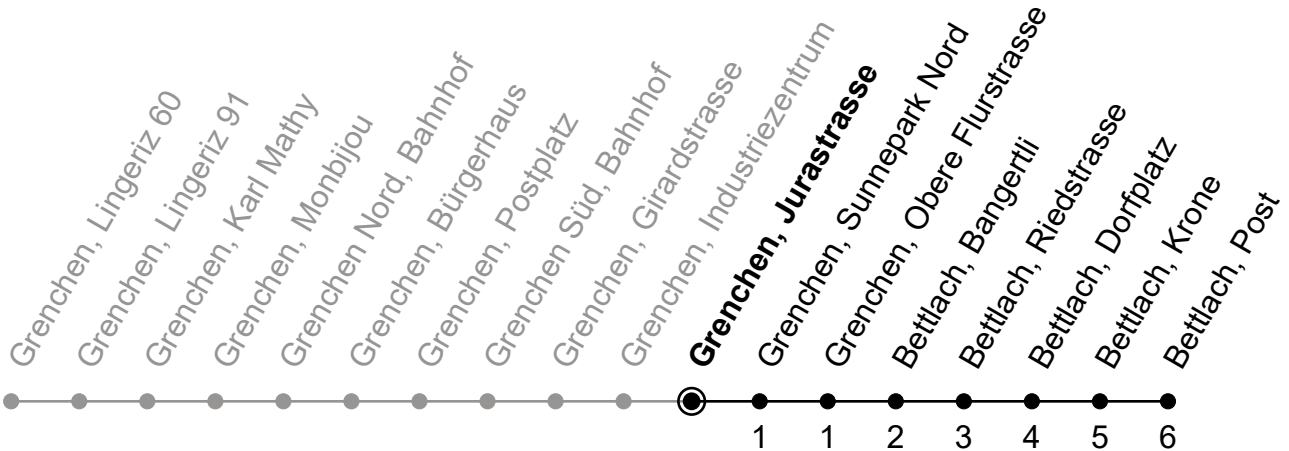 Grenchen, Lingeriz 60
Grenchen, Lingeriz 91
Grenchen, Karl Mathy
Grenchen, Monbijou
Grenchen Nord, Bahnhof
Grenchen, Bürgerhaus
Grenchen, Postplatz
Grenchen Süd, Bahnhof
Grenchen, Girardstrasse
Grenchen, Industriezentrum
Grenchen, Jurastrasse
Grenchen, Sunnepark Nord
Grenchen, Obere Flurstrasse
Bettlach, Bangertli
Bettlach, Riedstrasse
Bettlach, Dorfplatz
Bettlach, Krone
Bettlach, Post
1 1 2 3 4 5 6